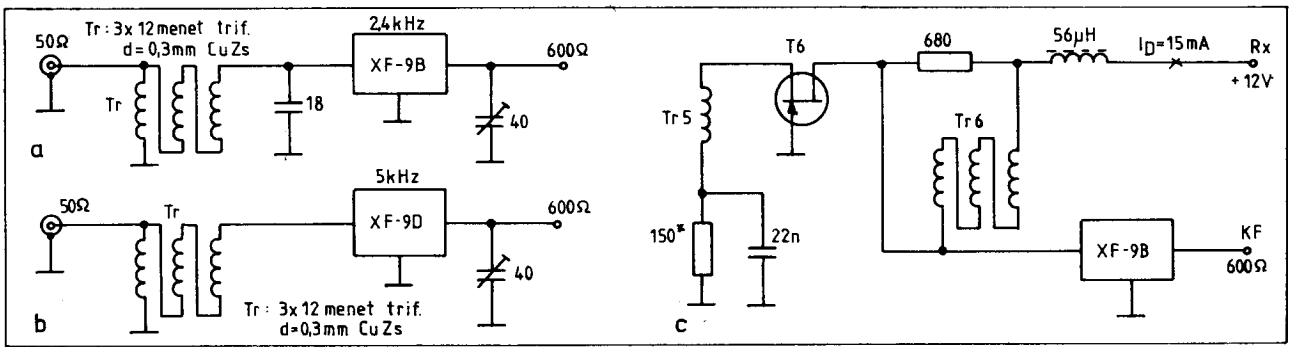 Tr: 3x 12 menet trif.
d=0,3mm CuZs
50Ω
Tr
18
2,4kHz
XF-9B
600Ω
40
a
50Ω
Tr
5kHz
XF-9D
600Ω
40
Tr: 3x 12 menet trif.
d=0,3mm CuZs
b
T6
680
56µH
I_D=15mA
Rx
+12V
Tr5
Tr6
150*
22n
XF-9B
KF
600Ω
c